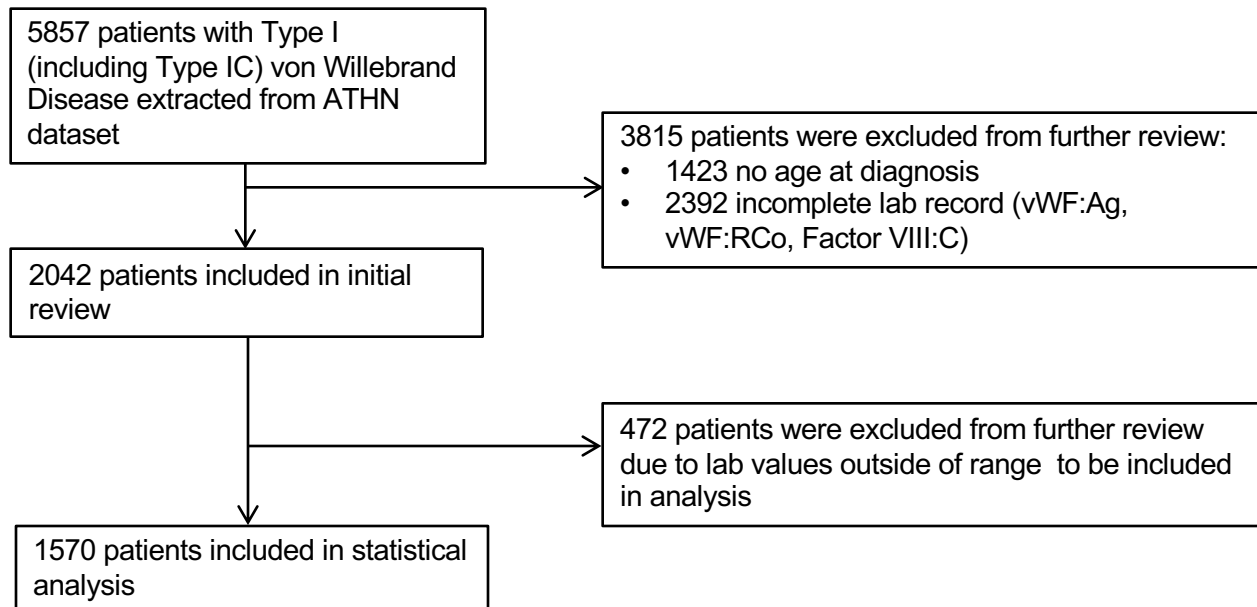 5857 patients with Type I
(including Type IC) von Willebrand
Disease extracted from ATHN
dataset
3815 patients were excluded from further review:
• 1423 no age at diagnosis
• 2392 incomplete lab record (vWF:Ag,
vWF:RCo, Factor VIII:C)
2042 patients included in initial
review
472 patients were excluded from further review
due to lab values outside of range  to be included
in analysis
1570 patients included in statistical
analysis